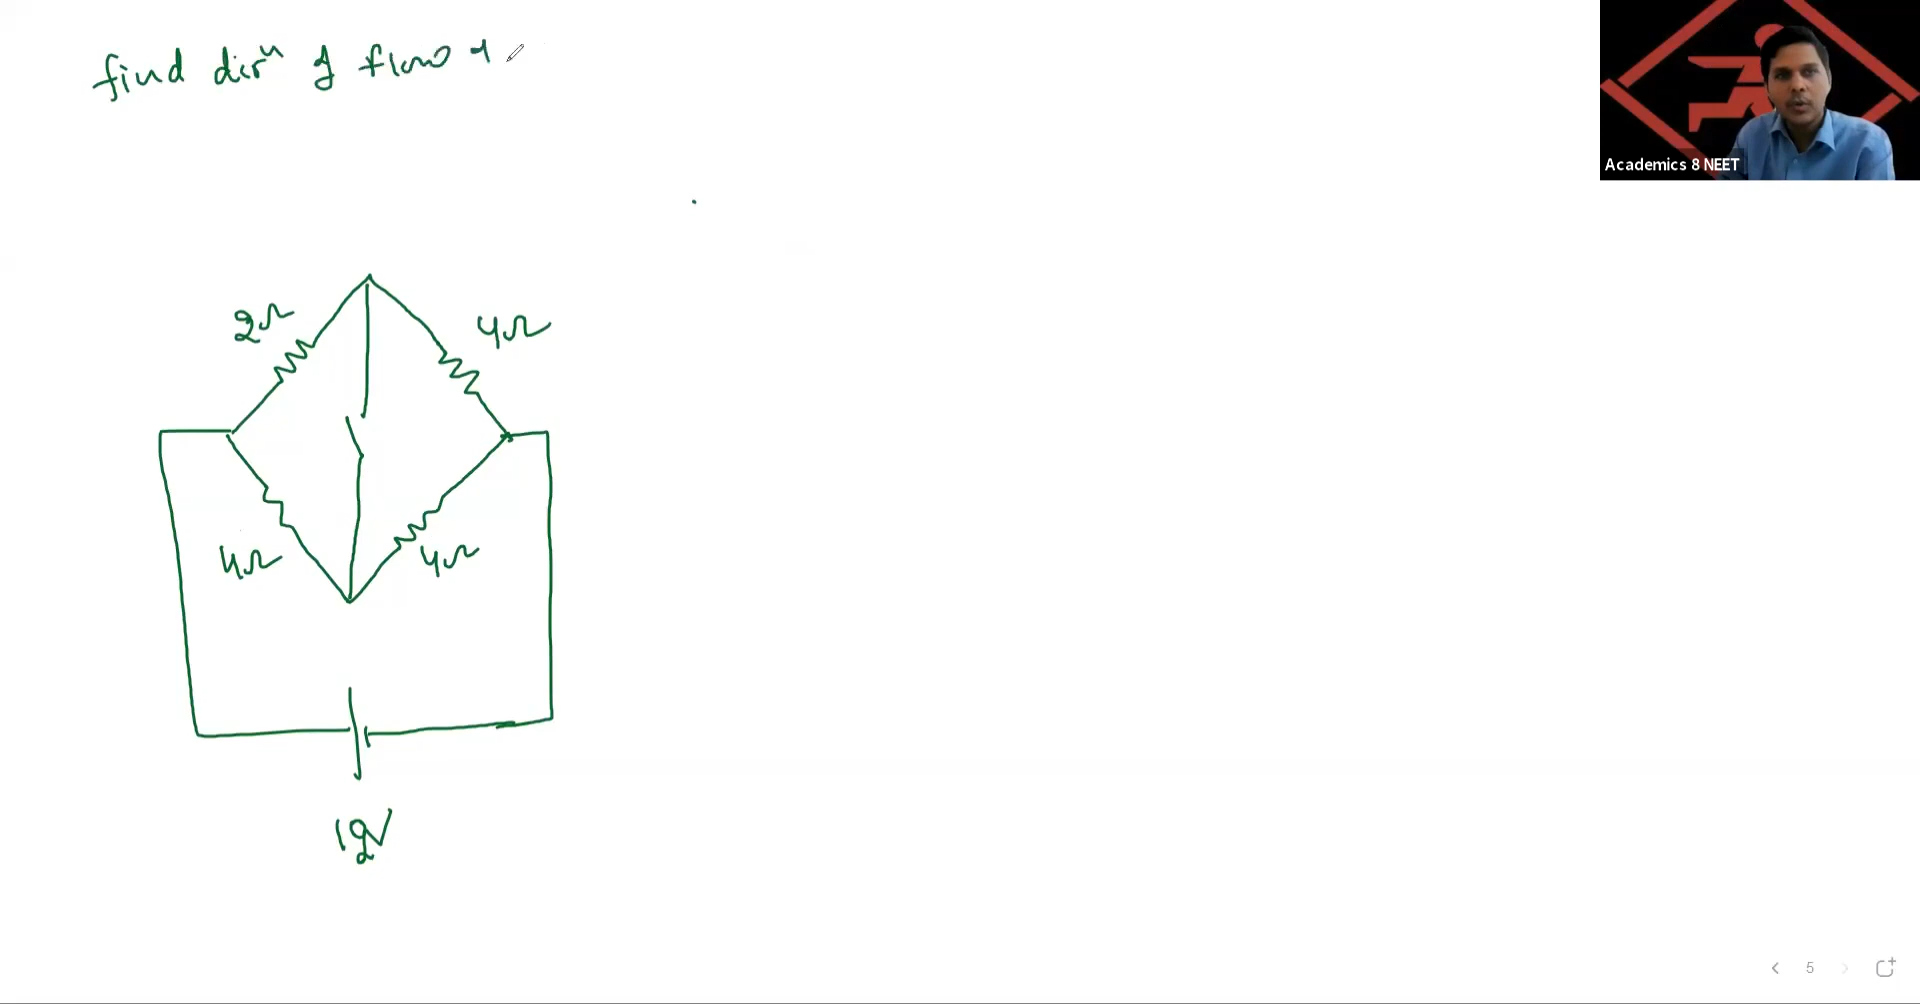 find dirⁿ of flow of
Academics 8 NEET
2Ω
4Ω
4Ω
4Ω
12V
5